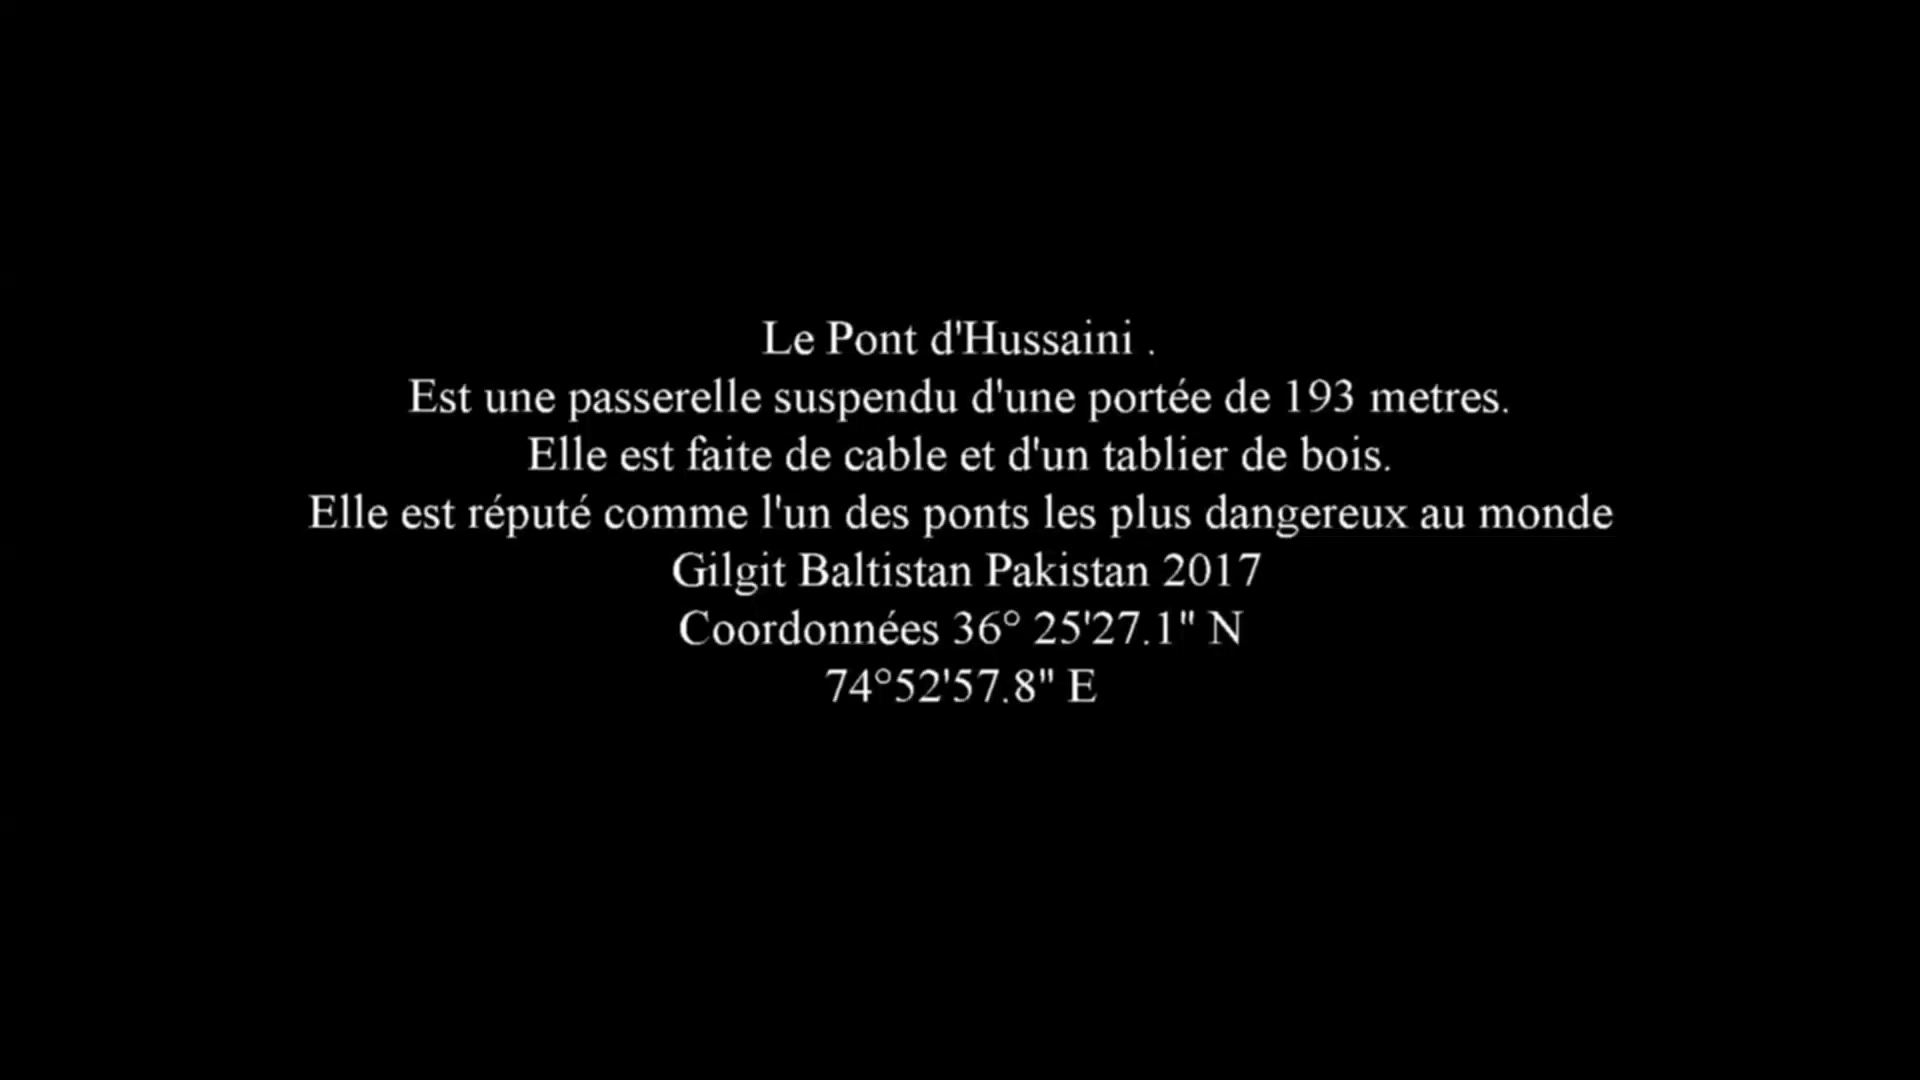 Le Pont d'Hussaini .
Est une passerelle suspendu d'une portée de 193 metres.
Elle est faite de cable et d'un tablier de bois.
Elle est réputé comme l'un des ponts les plus dangereux au monde
Gilgit Baltistan Pakistan 2017
Coordonnées 36° 25'27.1" N
74°52'57.8" E